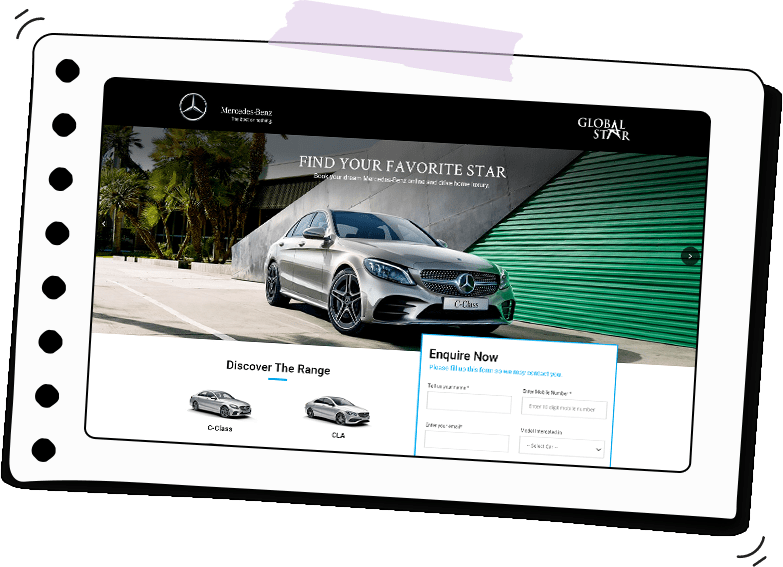 Mercedes-Benz
The best or nothing.
GLOBAL
STAR
FIND YOUR FAVORITE STAR
Book your dream Mercedes-Benz online and drive home luxury.
C-Class
Enquire Now
Please fill up this form so we may contact you.
Tell us your name *
Enter Mobile Number *
Enter 10 digit mobile number
Enter your email*
Model Interested in
-- Select Car --
Discover The Range
C-Class
CLA